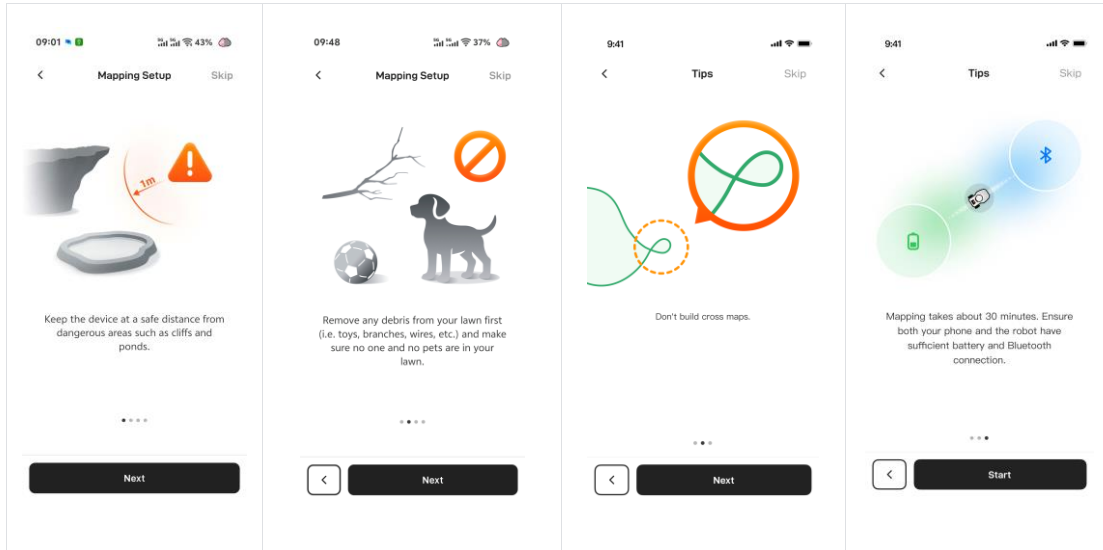 09:01
5G 5G 43%
Mapping Setup
Skip
1m
Keep the device at a safe distance from
dangerous areas such as cliffs and
ponds.
Next
09:48
5G 5G 37%
Mapping Setup
Skip
Remove any debris from your lawn first
(i.e. toys, branches, wires, etc.) and make
sure no one and no pets are in your
lawn.
Next
9:41
Tips
Skip
Don't build cross maps.
Next
9:41
Tips
Skip
Mapping takes about 30 minutes. Ensure
both your phone and the robot have
sufficient battery and Bluetooth
connection.
Start